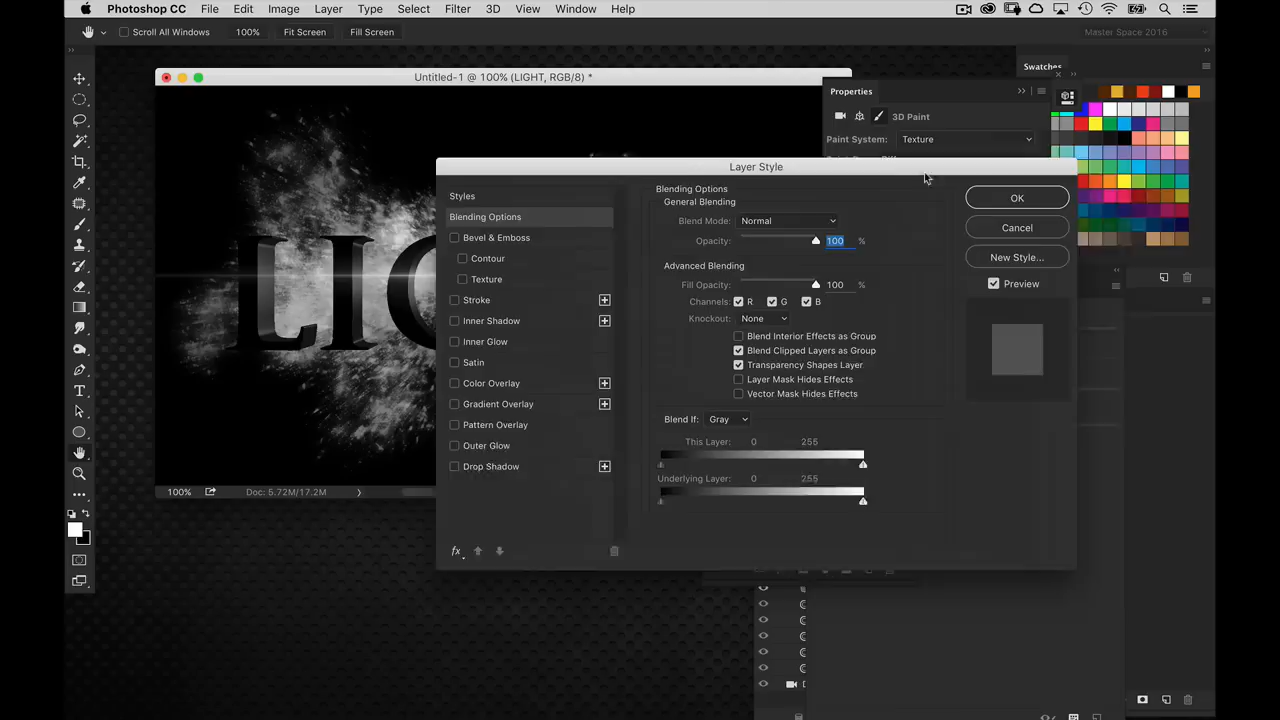 Photoshop CC File Edit Image Layer Type Select Filter 3D View Window Help
Scroll All Windows 100% Fit Screen Fill Screen Master Space 2016
Swatches
Untitled-1 @ 100% (LIGHT, RGB/8) *
Properties
3D Paint
Paint System: Texture
Layer Style
Styles
Blending Options
Bevel & Emboss
Contour
Texture
Stroke
Inner Shadow
Inner Glow
Satin
Color Overlay
Gradient Overlay
Pattern Overlay
Outer Glow
Drop Shadow
fx
Blending Options
General Blending
Blend Mode: Normal
Opacity: 100 %
Advanced Blending
Fill Opacity: 100 %
Channels: R G B
Knockout: None
Blend Interior Effects as Group
Blend Clipped Layers as Group
Transparency Shapes Layer
Layer Mask Hides Effects
Vector Mask Hides Effects
Blend If: Gray
This Layer: 0 255
Underlying Layer: 0 255
OK
Cancel
New Style...
Preview
LI
100% Doc: 5.72M/17.2M